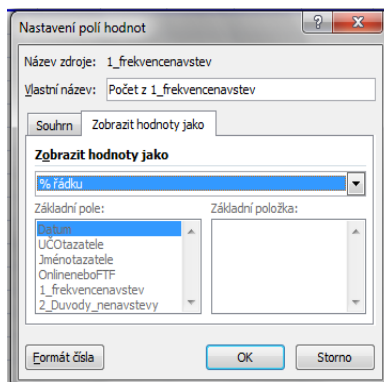 Nastavení polí hodnot
Název zdroje: 1_frekvencenavstev
Vlastní název: Počet z 1_frekvencenavstev
Souhrn Zobrazit hodnoty jako
Zobrazit hodnoty jako
% řádku
Základní pole: Základní položka:
Datum
UČOtazatele
Jménotazatele
OnlineneboFTF
1_frekvencenavstev
2_Duvody_nenavstevy
Formát čísla OK Storno